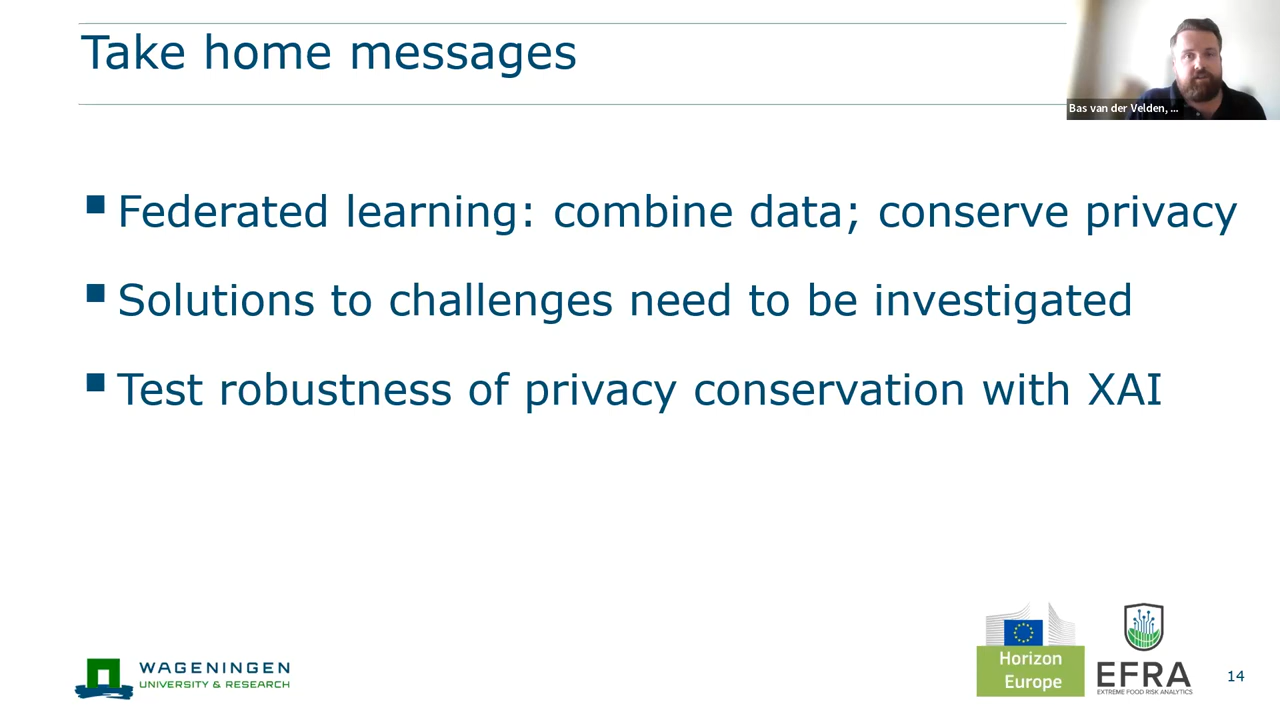 Take home messages
Bas van der Velden, ...
Federated learning: combine data; conserve privacy
Solutions to challenges need to be investigated
Test robustness of privacy conservation with XAI
WAGENINGEN
UNIVERSITY & RESEARCH
Horizon
Europe
EFRA
EXTREME FOOD RISK ANALYTICS
14